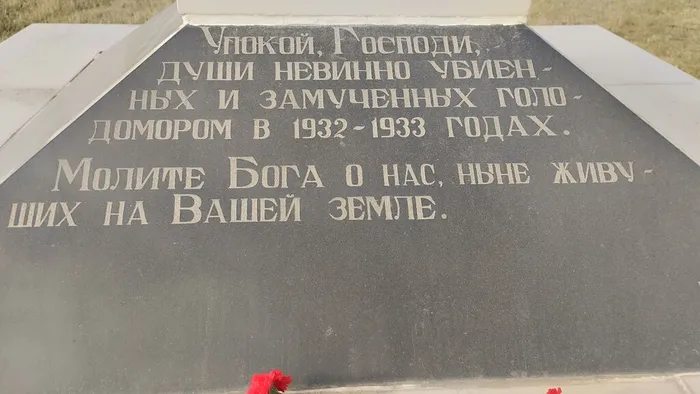 Упокой, Господи,
души невинно убиен-
ных и замученных голо-
домором в 1932-1933 годах.
Молите Бога о нас, ныне живу-
ших на Вашей земле.